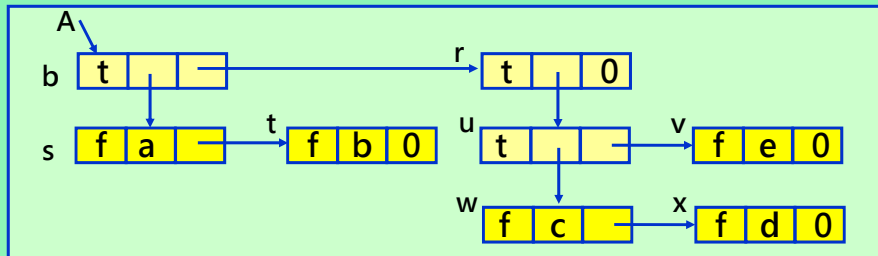 A
r
b t t 0
t u v
s f a f b 0 t f e 0
w x
f c f d 0